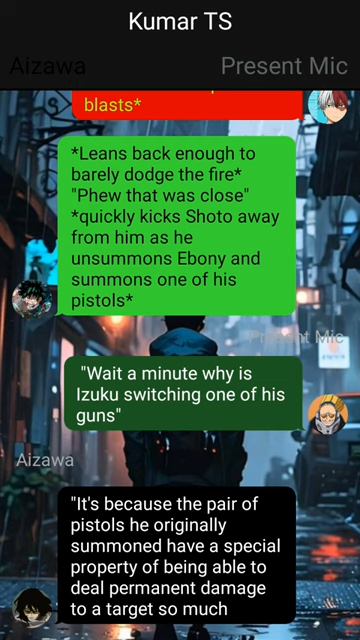 Kumar TS
Aizawa
Present Mic
blasts*
*Leans back enough to
barely dodge the fire*
"Phew that was close"
*quickly kicks Shoto away
from him as he
unsummons Ebony and
summons one of his
pistols*
Present Mic
"Wait a minute why is
Izuku switching one of his
guns"
Aizawa
"It's because the pair of
pistols he originally
summoned have a special
property of being able to
deal permanent damage
to a target so much